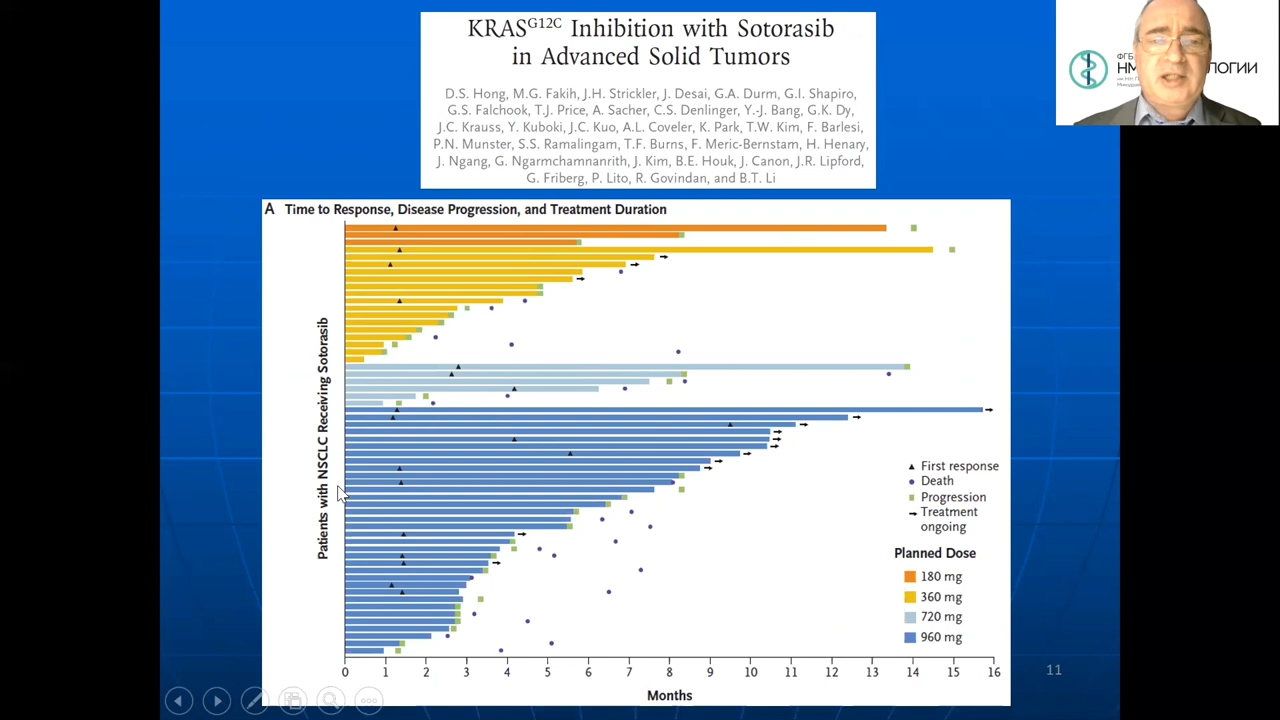 KRASG12C Inhibition with Sotorasib
in Advanced Solid Tumors
D.S. Hong, M.G. Fakih, J.H. Strickler, J. Desai, G.A. Durm, G.I. Shapiro,
G.S. Falchook, T.J. Price, A. Sacher, C.S. Denlinger, Y.-J. Bang, G.K. Dy,
J.C. Krauss, Y. Kuboki, J.C. Kuo, A.L. Coveler, K. Park, T.W. Kim, F. Barlesi,
P.N. Munster, S.S. Ramalingam, T.F. Burns, F. Meric-Bernstam, H. Henary,
J. Ngang, G. Ngarmchamnanrith, J. Kim, B.E. Houk, J. Canon, J.R. Lipford,
G. Friberg, P. Lito, R. Govindan, and B.T. Li
A Time to Response, Disease Progression, and Treatment Duration
Patients with NSCLC Receiving Sotorasib
First response
Death
Progression
Treatment
ongoing
Planned Dose
180 mg
360 mg
720 mg
960 mg
0 1 2 3 4 5 6 7 8 9 10 11 12 13 14 15 16
Months
11